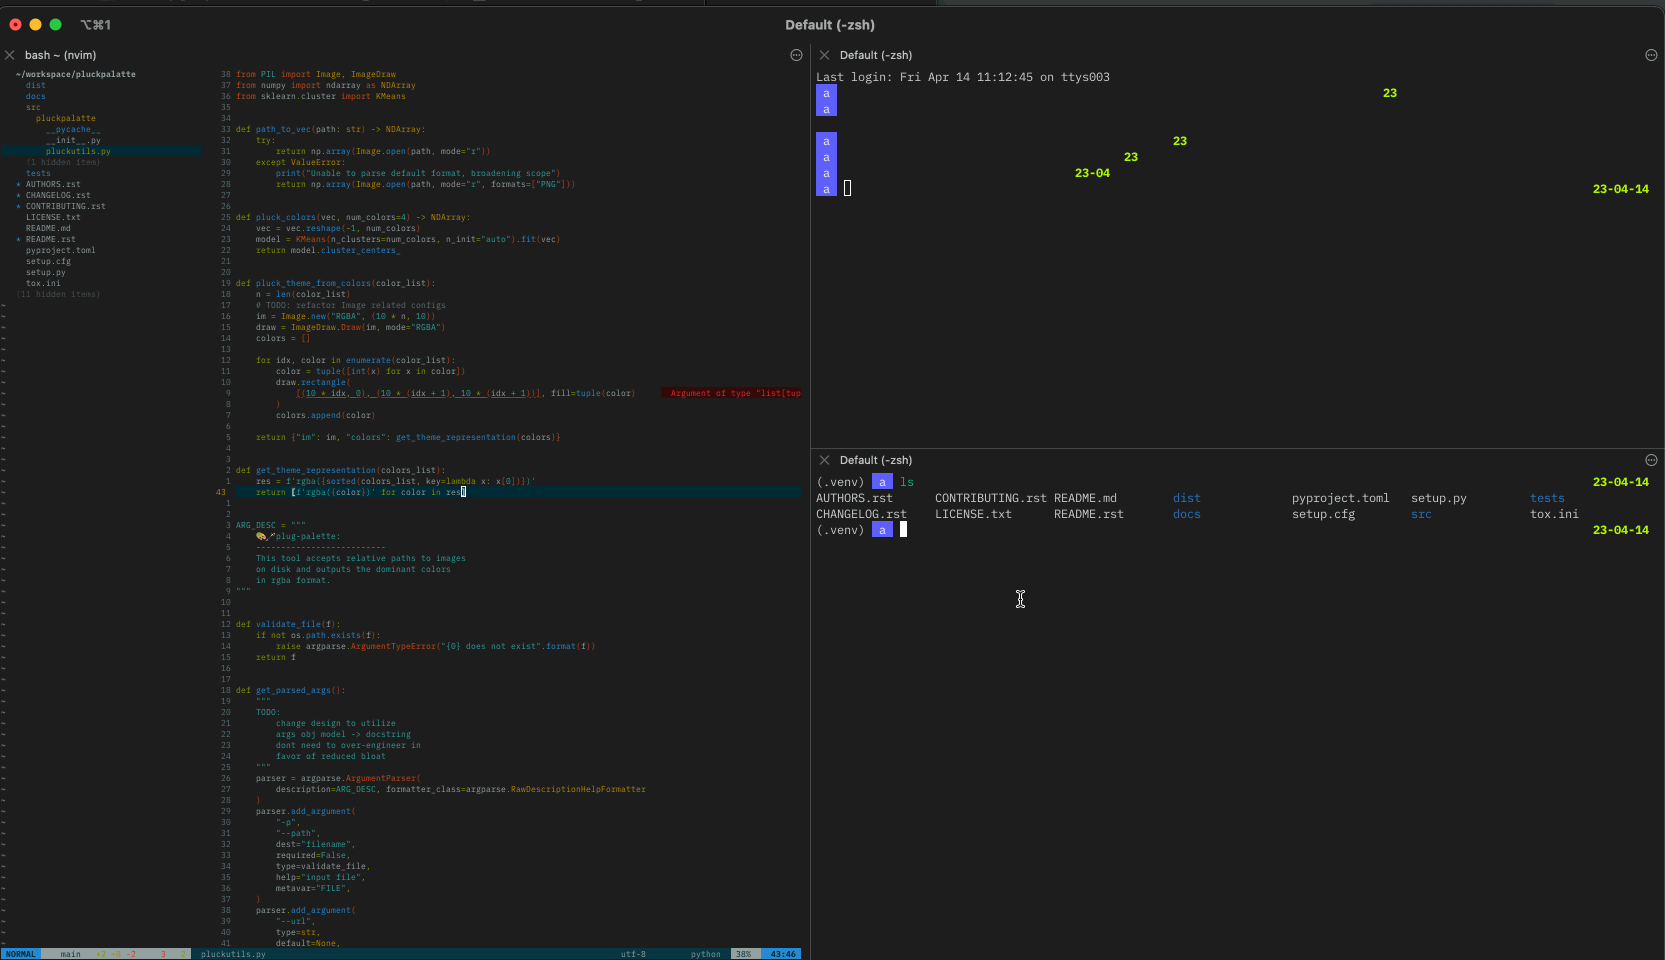 ⌥⌘1
Default (-zsh)
bash ~ (nvim)
~/workspace/pluckpalatte
dist
docs
src
pluckpalatte
__pycache__
__init__.py
pluckutils.py
(1 hidden item)
tests
* AUTHORS.rst
* CHANGELOG.rst
* CONTRIBUTING.rst
LICENSE.txt
README.md
* README.rst
pyproject.toml
setup.cfg
setup.py
tox.ini
(11 hidden items)
38 from PIL import Image, ImageDraw
37 from numpy import ndarray as NDArray
36 from sklearn.cluster import KMeans
35
34
33 def path_to_vec(path: str) -> NDArray:
32 try:
31 return np.array(Image.open(path, mode="r"))
30 except ValueError:
29 print("Unable to parse default format, broadening scope")
28 return np.array(Image.open(path, mode="r", formats=["PNG"]))
27
26
25 def pluck_colors(vec, num_colors=4) -> NDArray:
24 vec = vec.reshape(-1, num_colors)
23 model = KMeans(n_clusters=num_colors, n_init="auto").fit(vec)
22 return model.cluster_centers_
21
20
19 def pluck_theme_from_colors(color_list):
18 n = len(color_list)
17 # TODO: refactor Image related configs
16 im = Image.new("RGBA", (10 * n, 10))
15 draw = ImageDraw.Draw(im, mode="RGBA")
14 colors = []
13
12 for idx, color in enumerate(color_list):
11 color = tuple([int(x) for x in color])
10 draw.rectangle(
9 [(10 * idx, 0), (10 * (idx + 1), 10 * (idx + 1))], fill=tuple(color) Argument of type "list[tup
8 )
7 colors.append(color)
6
5 return {"im": im, "colors": get_theme_representation(colors)}
4
3
2 def get_theme_representation(colors_list):
1 res = f'rgba({sorted(colors_list, key=lambda x: x[0])})'
43 return [f'rgba({color})' for color in res]
1
2
3 ARG_DESC = """
4 plug-palette:
5 --------------------------
6 This tool accepts relative paths to images
7 on disk and outputs the dominant colors
8 in rgba format.
9 """
10
11
12 def validate_file(f):
13 if not os.path.exists(f):
14 raise argparse.ArgumentTypeError("{0} does not exist".format(f))
15 return f
16
17
18 def get_parsed_args():
19 """
20 TODO:
21 change design to utilize
22 args obj model -> docstring
23 dont need to over-engineer in
24 favor of reduced bloat
25 """
26 parser = argparse.ArgumentParser(
27 description=ARG_DESC, formatter_class=argparse.RawDescriptionHelpFormatter
28 )
29 parser.add_argument(
30 "-p",
31 "--path",
32 dest="filename",
33 required=False,
34 type=validate_file,
35 help="input file",
36 metavar="FILE",
37 )
38 parser.add_argument(
39 "--url",
40 type=str,
41 default=None,
NORMAL main +2 ~8 -2 3 pluckutils.py utf-8 python 38% 43:46
Default (-zsh)
Last login: Fri Apr 14 11:12:45 on ttys003
a 23
a
a 23
a 23
a 23-04
a 23-04-14
Default (-zsh)
(.venv) a ls 23-04-14
AUTHORS.rst CONTRIBUTING.rst README.md dist pyproject.toml setup.py tests
CHANGELOG.rst LICENSE.txt README.rst docs setup.cfg src tox.ini
(.venv) a 23-04-14